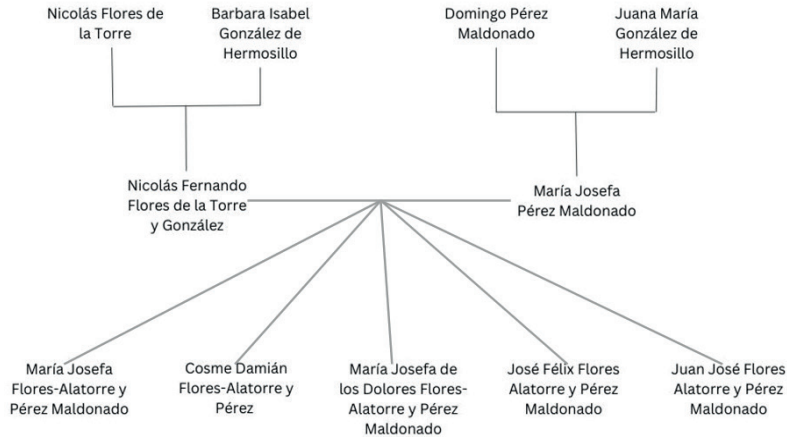 Nicolás Flores de
la Torre
Barbara Isabel
González de
Hermosillo
Domingo Pérez
Maldonado
Juana María
González de
Hermosillo
Nicolás Fernando
Flores de la Torre
y González
María Josefa
Pérez Maldonado
María Josefa
Flores-Alatorre y
Pérez Maldonado
Cosme Damián
Flores-Alatorre y
Pérez
María Josefa de
los Dolores Flores-
Alatorre y Pérez
Maldonado
José Félix Flores
Alatorre y Pérez
Maldonado
Juan José Flores
Alatorre y Pérez
Maldonado